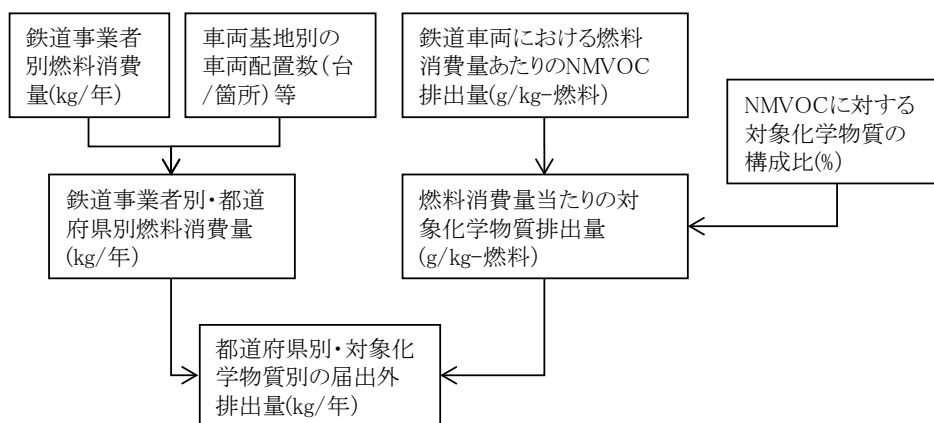 鉄道事業者
別燃料消費
量(kg/年)
車両基地別の
車両配置数(台
/箇所)等
鉄道車両における燃料
消費量あたりのNMVOC
排出量(g/kg-燃料)
NMVOCに対する
対象化学物質の
構成比(%)
鉄道事業者別・都道
府県別燃料消費量
(kg/年)
燃料消費量当たりの対
象化学物質排出量
(g/kg-燃料)
都道府県別・対象化
学物質別の届出外
排出量(kg/年)